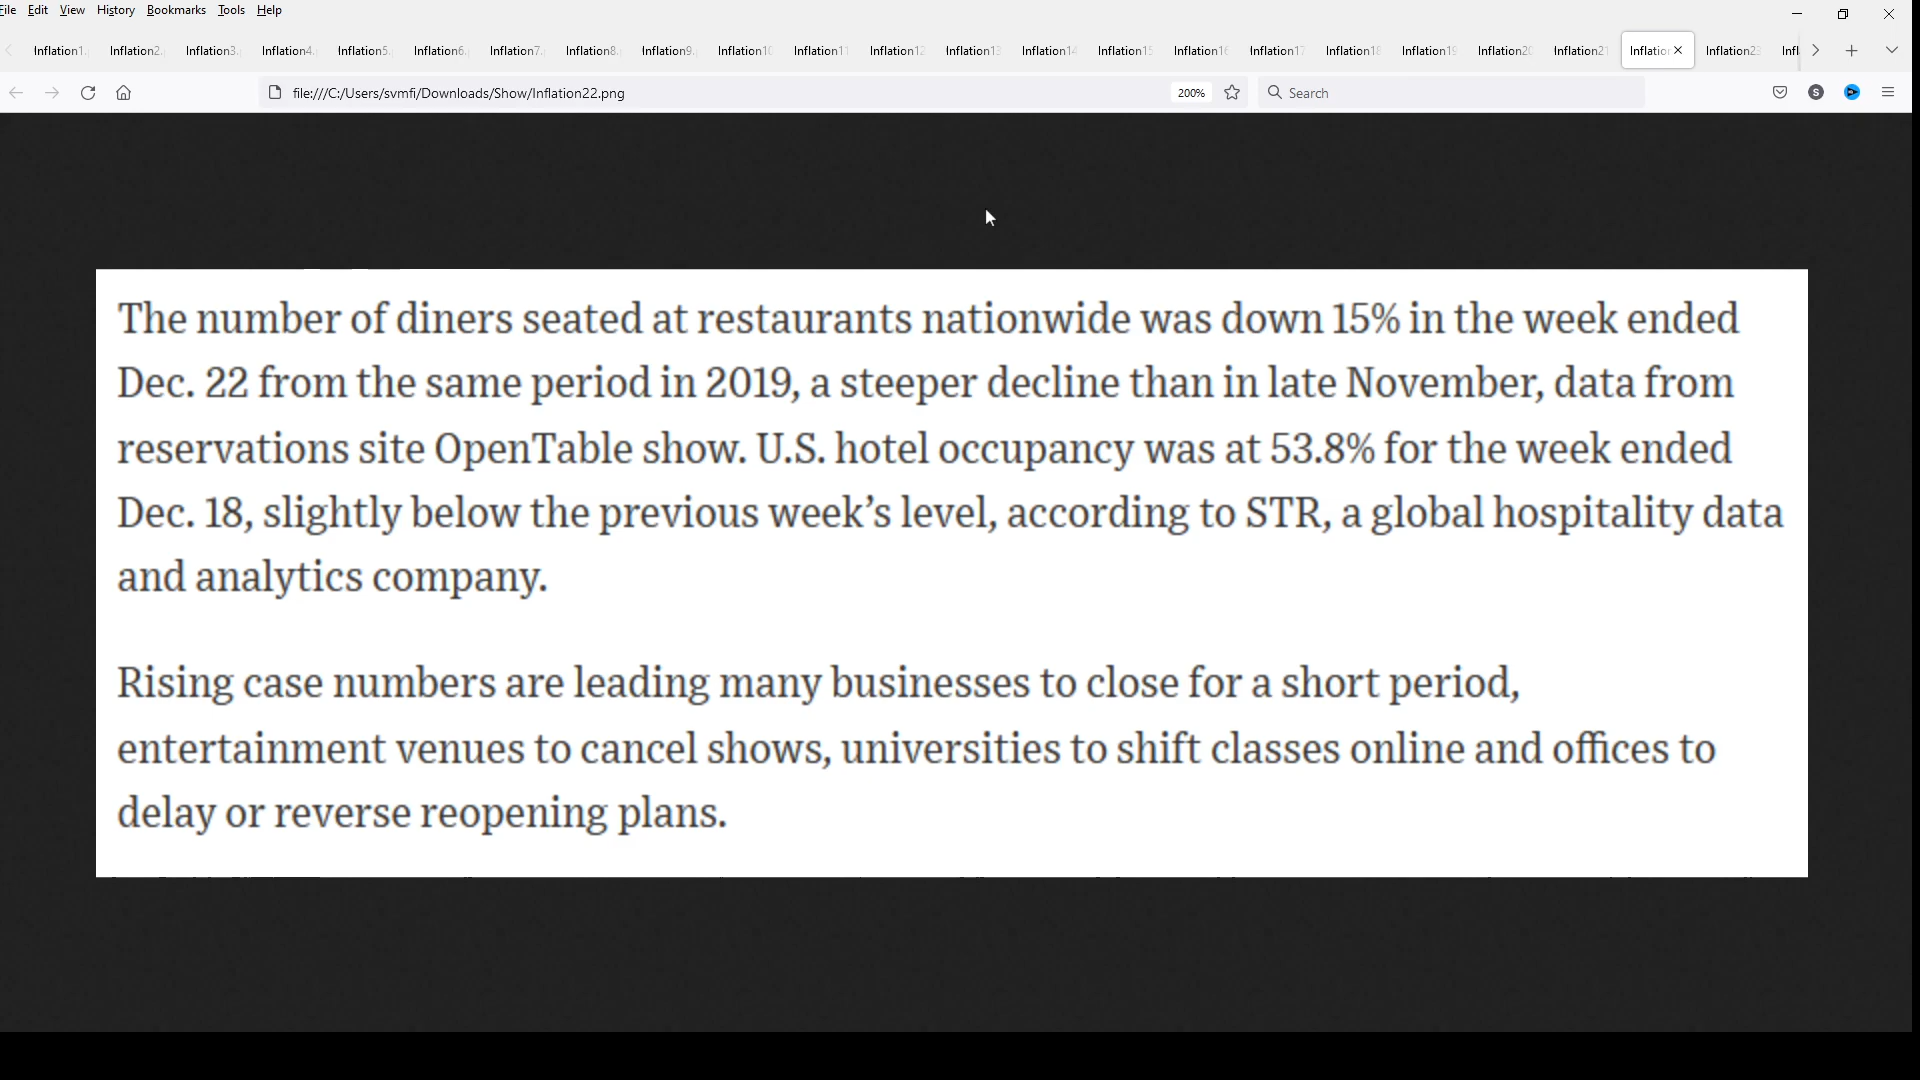 File Edit View History Bookmarks Tools Help
Inflation1. Inflation2. Inflation3. Inflation4. Inflation5. Inflation6. Inflation7. Inflation8. Inflation9. Inflation10 Inflation11 Inflation12 Inflation13 Inflation14 Inflation15 Inflation16 Inflation17 Inflation18 Inflation19 Inflation20 Inflation21 Inflatio Inflation23 Infl
file:///C:/Users/svmfi/Downloads/Show/Inflation22.png 200% Search S
The number of diners seated at restaurants nationwide was down 15% in the week ended
Dec. 22 from the same period in 2019, a steeper decline than in late November, data from
reservations site OpenTable show. U.S. hotel occupancy was at 53.8% for the week ended
Dec. 18, slightly below the previous week’s level, according to STR, a global hospitality data
and analytics company.
Rising case numbers are leading many businesses to close for a short period,
entertainment venues to cancel shows, universities to shift classes online and offices to
delay or reverse reopening plans.